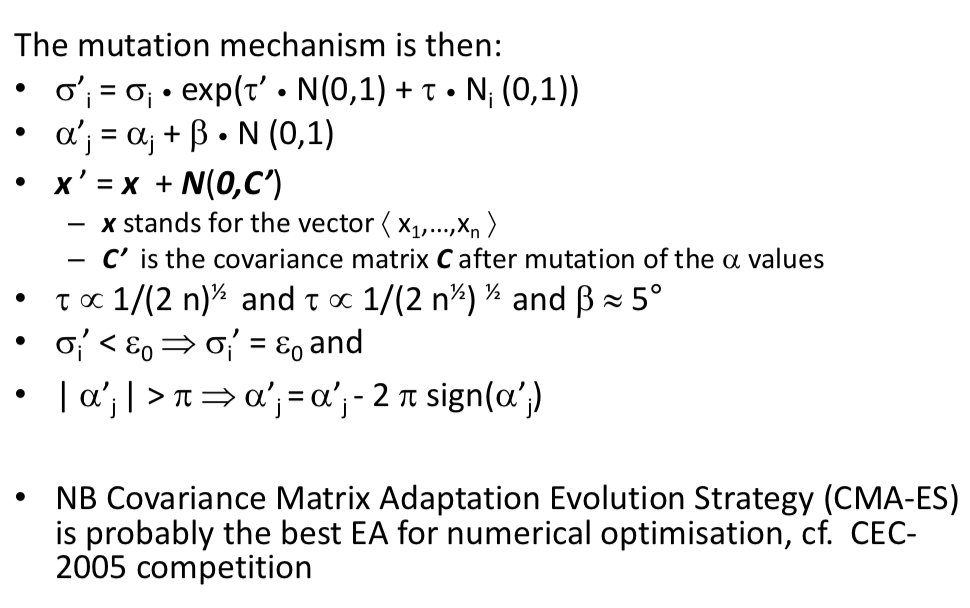 The mutation mechanism is then:
• σ’ᵢ = σᵢ • exp(τ’ • N(0,1) + τ • Nᵢ (0,1))
• α’ⱼ = αⱼ + β • N (0,1)
• x ’ = x + N(0,C’)
– x stands for the vector ⟨ x₁,…,xₙ ⟩
– C’ is the covariance matrix C after mutation of the α values
• τ ∝ 1/(2 n)^½ and τ ∝ 1/(2 n^½) ^½ and β ≈ 5°
• σᵢ’ < ε₀ ⇒ σᵢ’ = ε₀ and
• | α’ⱼ | > π ⇒ α’ⱼ = α’ⱼ - 2 π sign(α’ⱼ)
• NB Covariance Matrix Adaptation Evolution Strategy (CMA-ES)
is probably the best EA for numerical optimisation, cf. CEC-
2005 competition